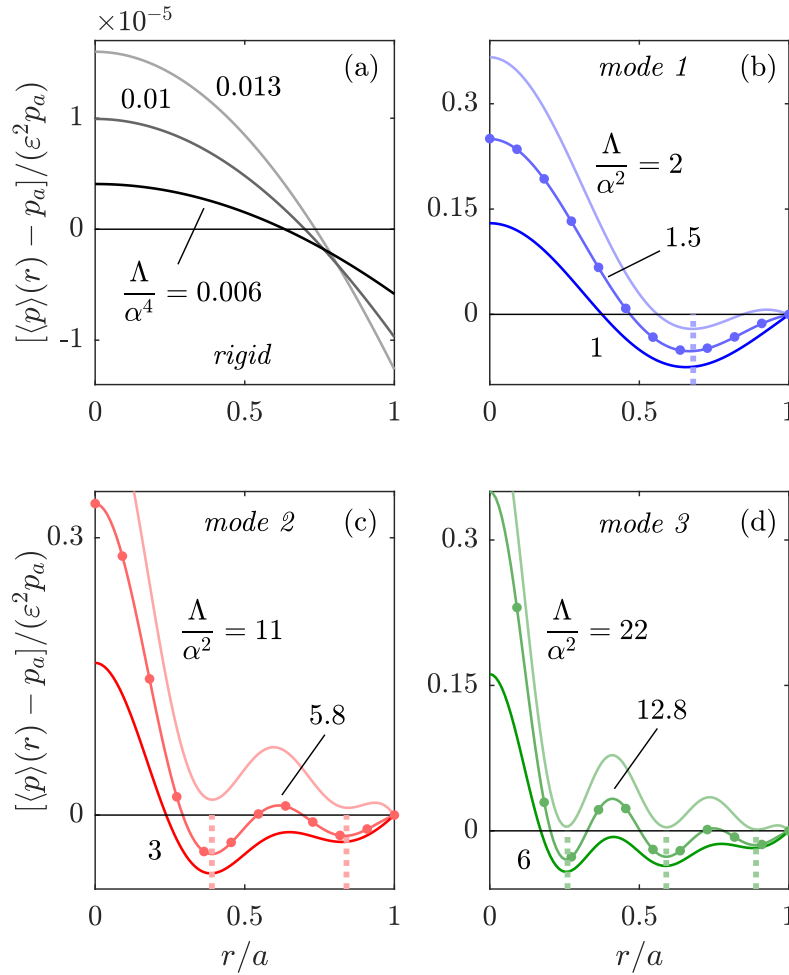 ×10⁻⁵
(a)
0.013
0.01
1
0
-1
[⟨p⟩(r) − pₐ]/(ε²pₐ)
Λ/α⁴ = 0.006
rigid
0 0.5 1
mode 1
(b)
0.3
0.15
0
Λ/α² = 2
1.5
1
0 0.5 1
mode 2
(c)
0.3
0
[⟨p⟩(r) − pₐ]/(ε²pₐ)
Λ/α² = 11
5.8
3
0 0.5 1
r/a
mode 3
(d)
0.3
0.15
0
Λ/α² = 22
12.8
6
0 0.5 1
r/a